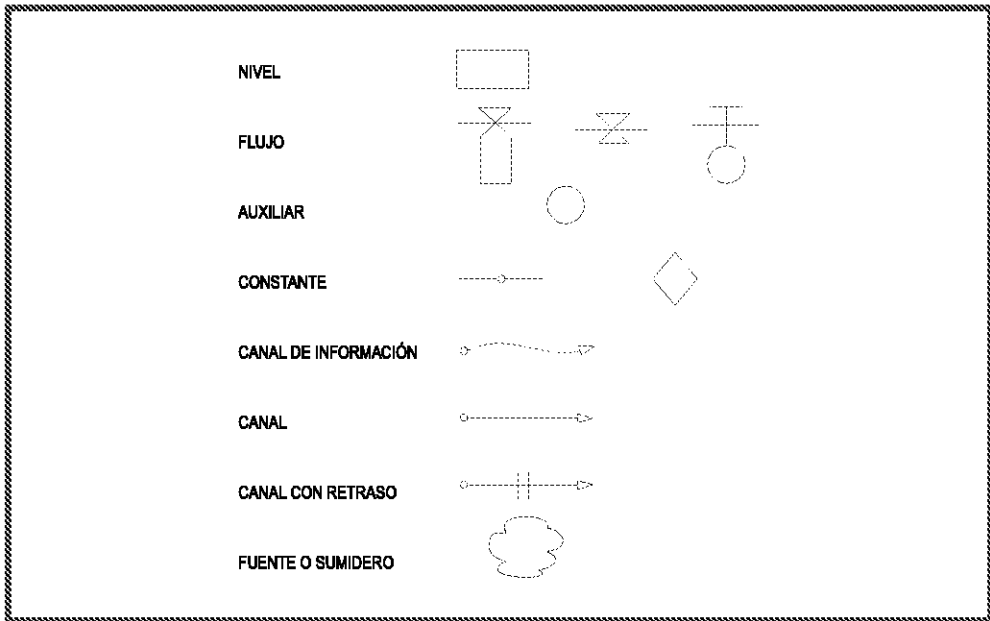 NIVEL
FLUJO
AUXILIAR
CONSTANTE
CANAL DE INFORMACIÓN
CANAL
CANAL CON RETRASO
FUENTE O SUMIDERO